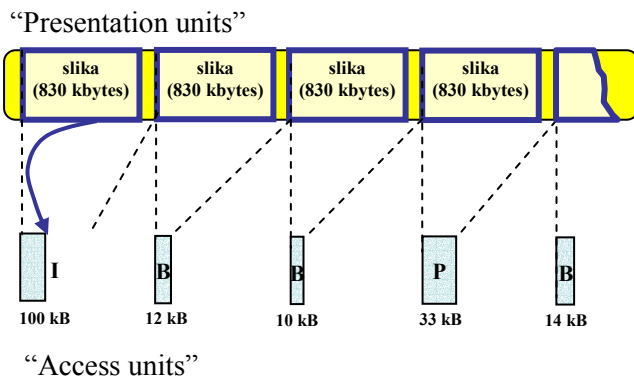 “Presentation units”
slika
(830 kbytes)
slika
(830 kbytes)
slika
(830 kbytes)
slika
(830 kbytes)
I
B
B
P
B
100 kB
12 kB
10 kB
33 kB
14 kB
“Access units”